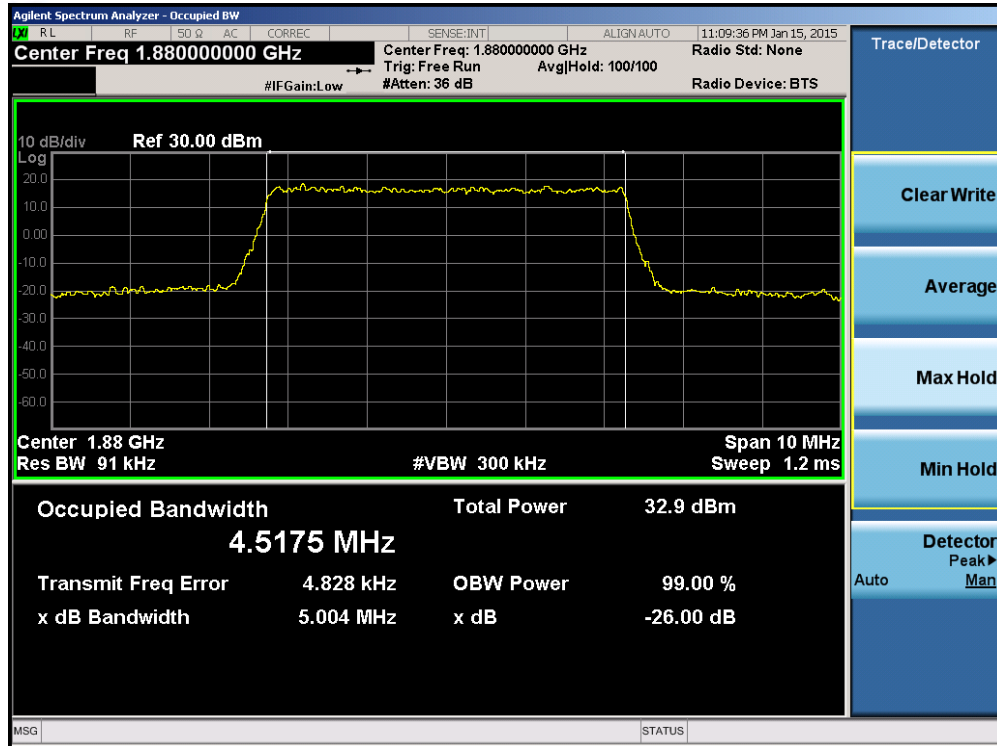 Agilent Spectrum Analyzer - Occupied BW
LXI RL RF 50 Ω AC CORREC SENSE:INT ALIGN AUTO 11:09:36 PM Jan 15, 2015
Center Freq 1.880000000 GHz
Center Freq: 1.880000000 GHz
Radio Std: None
Trig: Free Run Avg|Hold: 100/100
#IFGain:Low
#Atten: 36 dB
Radio Device: BTS
10 dB/div Ref 30.00 dBm
Log
20.0
10.0
0.00
-10.0
-20.0
-30.0
-40.0
-50.0
-60.0
Center 1.88 GHz
Span 10 MHz
Res BW 91 kHz
#VBW 300 kHz
Sweep 1.2 ms
Occupied Bandwidth
4.5175 MHz
Total Power 32.9 dBm
Transmit Freq Error 4.828 kHz
OBW Power 99.00 %
x dB Bandwidth 5.004 MHz
x dB -26.00 dB
MSG
STATUS
Trace/Detector
Clear Write
Average
Max Hold
Min Hold
Detector
Peak▶
Auto Man